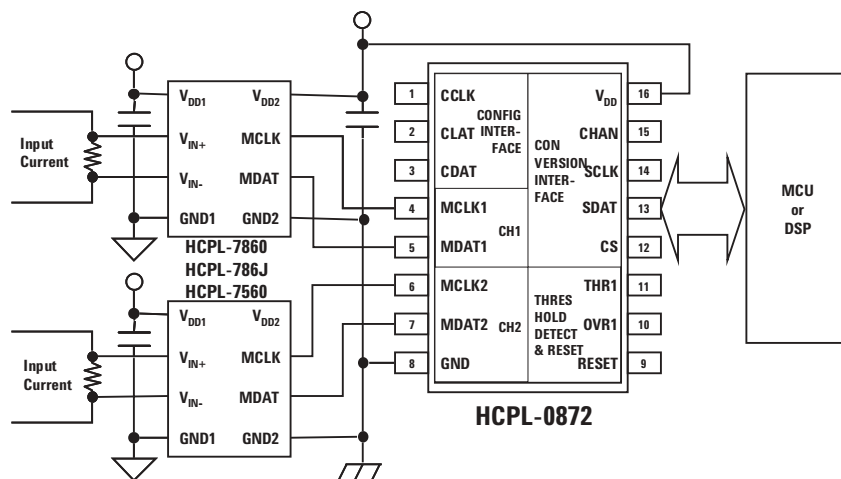 Input
Current
V_DD1
V_IN+
V_IN-
GND1
V_DD2
MCLK
MDAT
GND2
HCPL-7860
HCPL-786J
HCPL-7560
Input
Current
V_DD1
V_IN+
V_IN-
GND1
V_DD2
MCLK
MDAT
GND2
1 CCLK
2 CLAT
3 CDAT
4 MCLK1
5 MDAT1
6 MCLK2
7 MDAT2
8 GND
CONFIG
INTER-
FACE
CH1
CH2
CON
VERSION
INTER-
FACE
THRES
HOLD
DETECT
& RESET
V_DD 16
CHAN 15
SCLK 14
SDAT 13
CS 12
THR1 11
OVR1 10
RESET 9
HCPL-0872
MCU
or
DSP